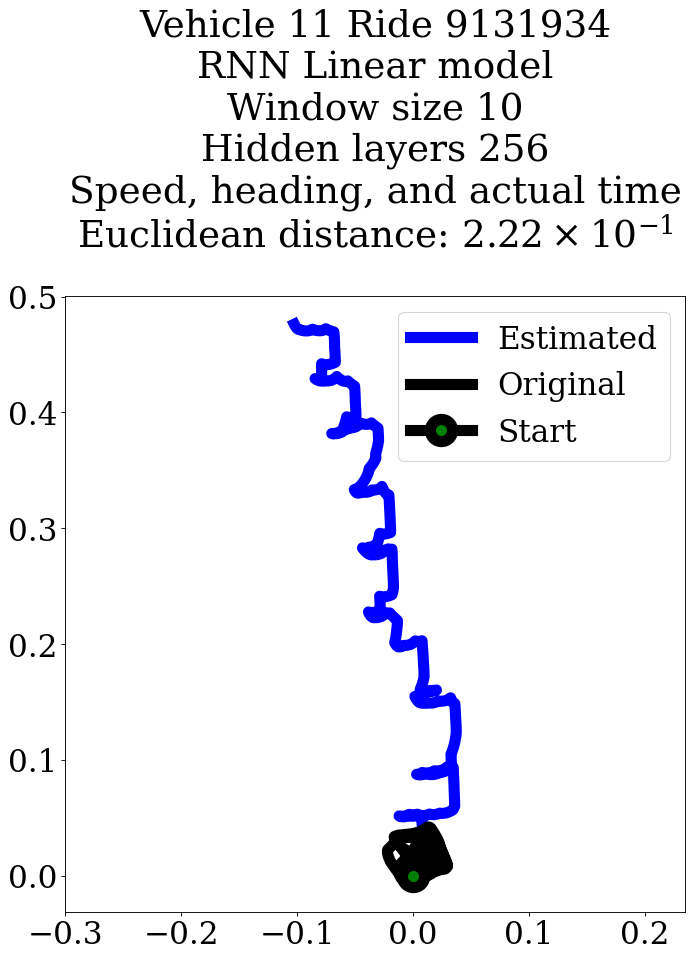 Vehicle 11 Ride 9131934
RNN Linear model
Window size 10
Hidden layers 256
Speed, heading, and actual time
Euclidean distance: 2.22 × 10⁻¹
Estimated
Original
Start
0.5
0.4
0.3
0.2
0.1
0.0
−0.3 −0.2 −0.1 0.0 0.1 0.2